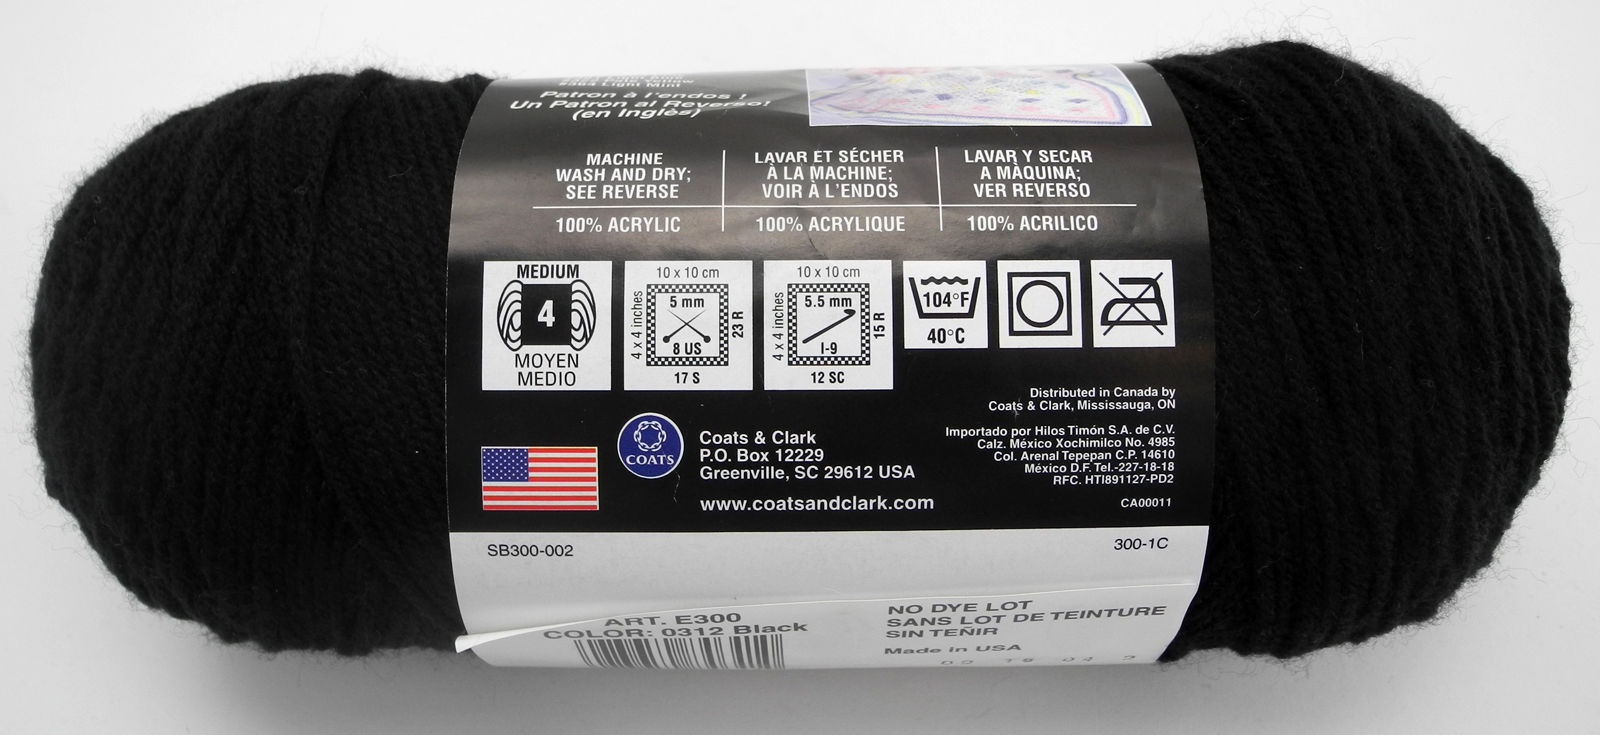 Light Mint
Patron à l'endos !
Un Patron al Reverso!
(en Inglès)
MACHINE
WASH AND DRY;
SEE REVERSE
100% ACRYLIC
LAVAR ET SÉCHER
À LA MACHINE;
VOIR À L'ENDOS
100% ACRYLIQUE
LAVAR Y SECAR
A MÀQUINA;
VER REVERSO
100% ACRILICO
MEDIUM
4
MOYEN
MEDIO
10 x 10 cm
4 x 4 inches
5 mm
8 US
23 R
17 S
10 x 10 cm
4 x 4 inches
5.5 mm
I-9
15 R
12 SC
104°F
40°C
COATS
Coats & Clark
P.O. Box 12229
Greenville, SC 29612 USA
www.coatsandclark.com
Distributed in Canada by
Coats & Clark, Mississauga, ON
Importado por Hilos Timón S.A. de C.V.
Calz. México Xochimilco No. 4985
Col. Arenal Tepepan C.P. 14610
México D.F. Tel.-227-18-18
RFC. HTI891127-PD2
CA00011
SB300-002
300-1C
ART. E300
COLOR: 0312 Black
NO DYE LOT
SANS LOT DE TEINTURE
SIN TEÑIR
Made in USA